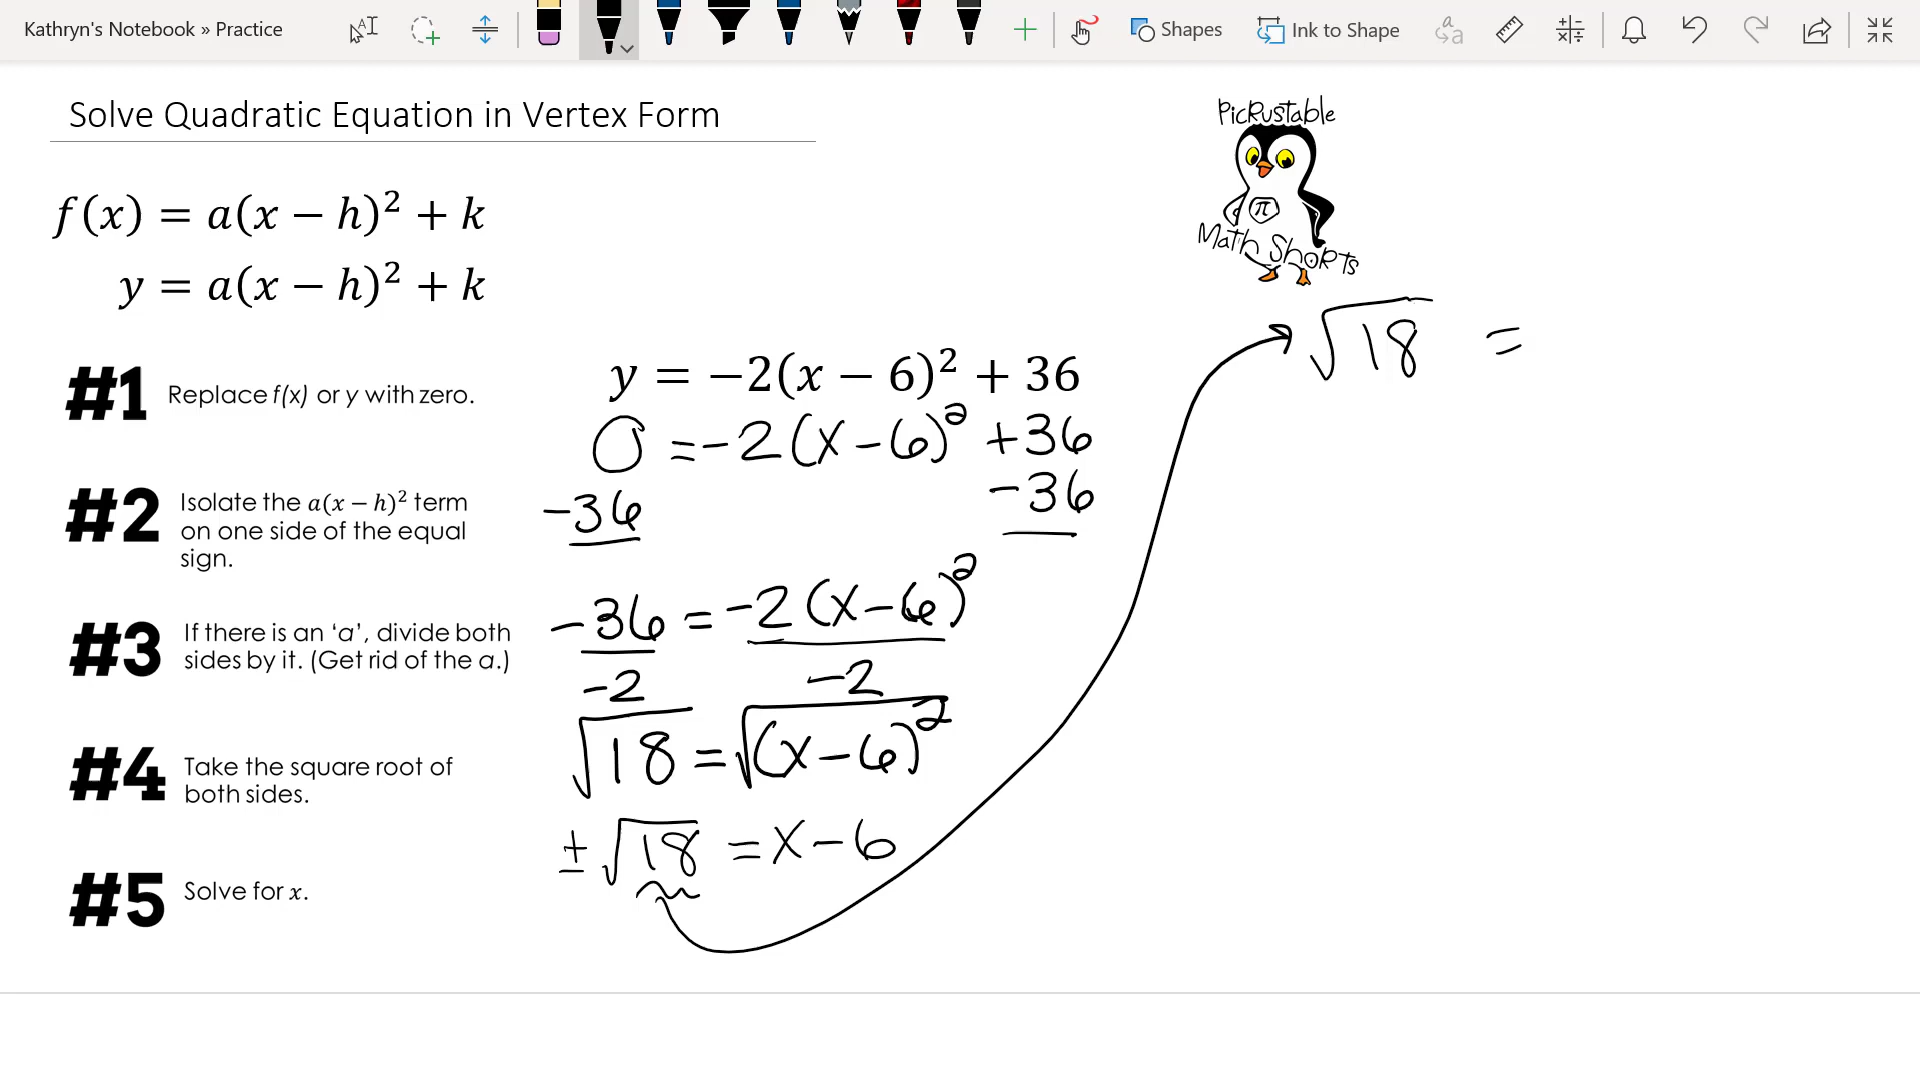 Kathryn's Notebook » Practice
Shapes
Ink to Shape
Solve Quadratic Equation in Vertex Form
PicRustable
π
Math Shorts
f(x) = a(x − h)² + k
y = a(x − h)² + k
#1 Replace f(x) or y with zero.
#2 Isolate the a(x − h)² term
on one side of the equal
sign.
#3 If there is an ‘a’, divide both
sides by it. (Get rid of the a.)
#4 Take the square root of
both sides.
#5 Solve for x.
y = −2(x − 6)² + 36
0 = −2(x − 6)² + 36
−36 −36
−36 = −2(x − 6)²
−2 −2
√18 = √(x − 6)²
± √18 = x − 6
√18 =